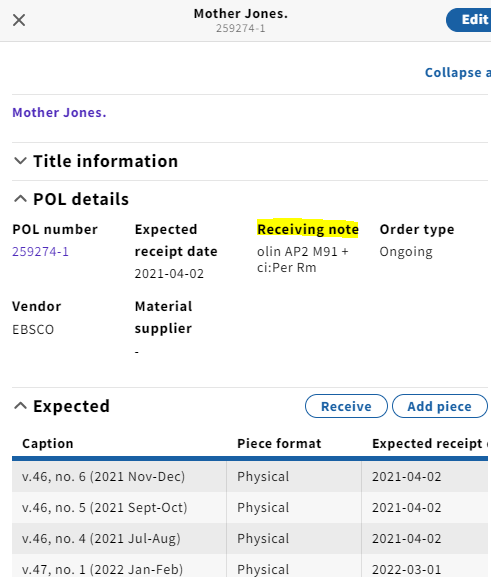 Mother Jones.
259274-1
Edit
Collapse a
Mother Jones.
Title information
POL details
POL number
259274-1
Expected
receipt date
2021-04-02
Receiving note
olin AP2 M91 +
ci:Per Rm
Order type
Ongoing
Vendor
EBSCO
Material
supplier
-
Expected
Receive
Add piece
Caption Piece format Expected receipt
v.46, no. 6 (2021 Nov-Dec) Physical 2021-04-02
v.46, no. 5 (2021 Sept-Oct) Physical 2021-04-02
v.46, no. 4 (2021 Jul-Aug) Physical 2021-04-02
v.47, no. 1 (2022 Jan-Feb) Physical 2022-03-01